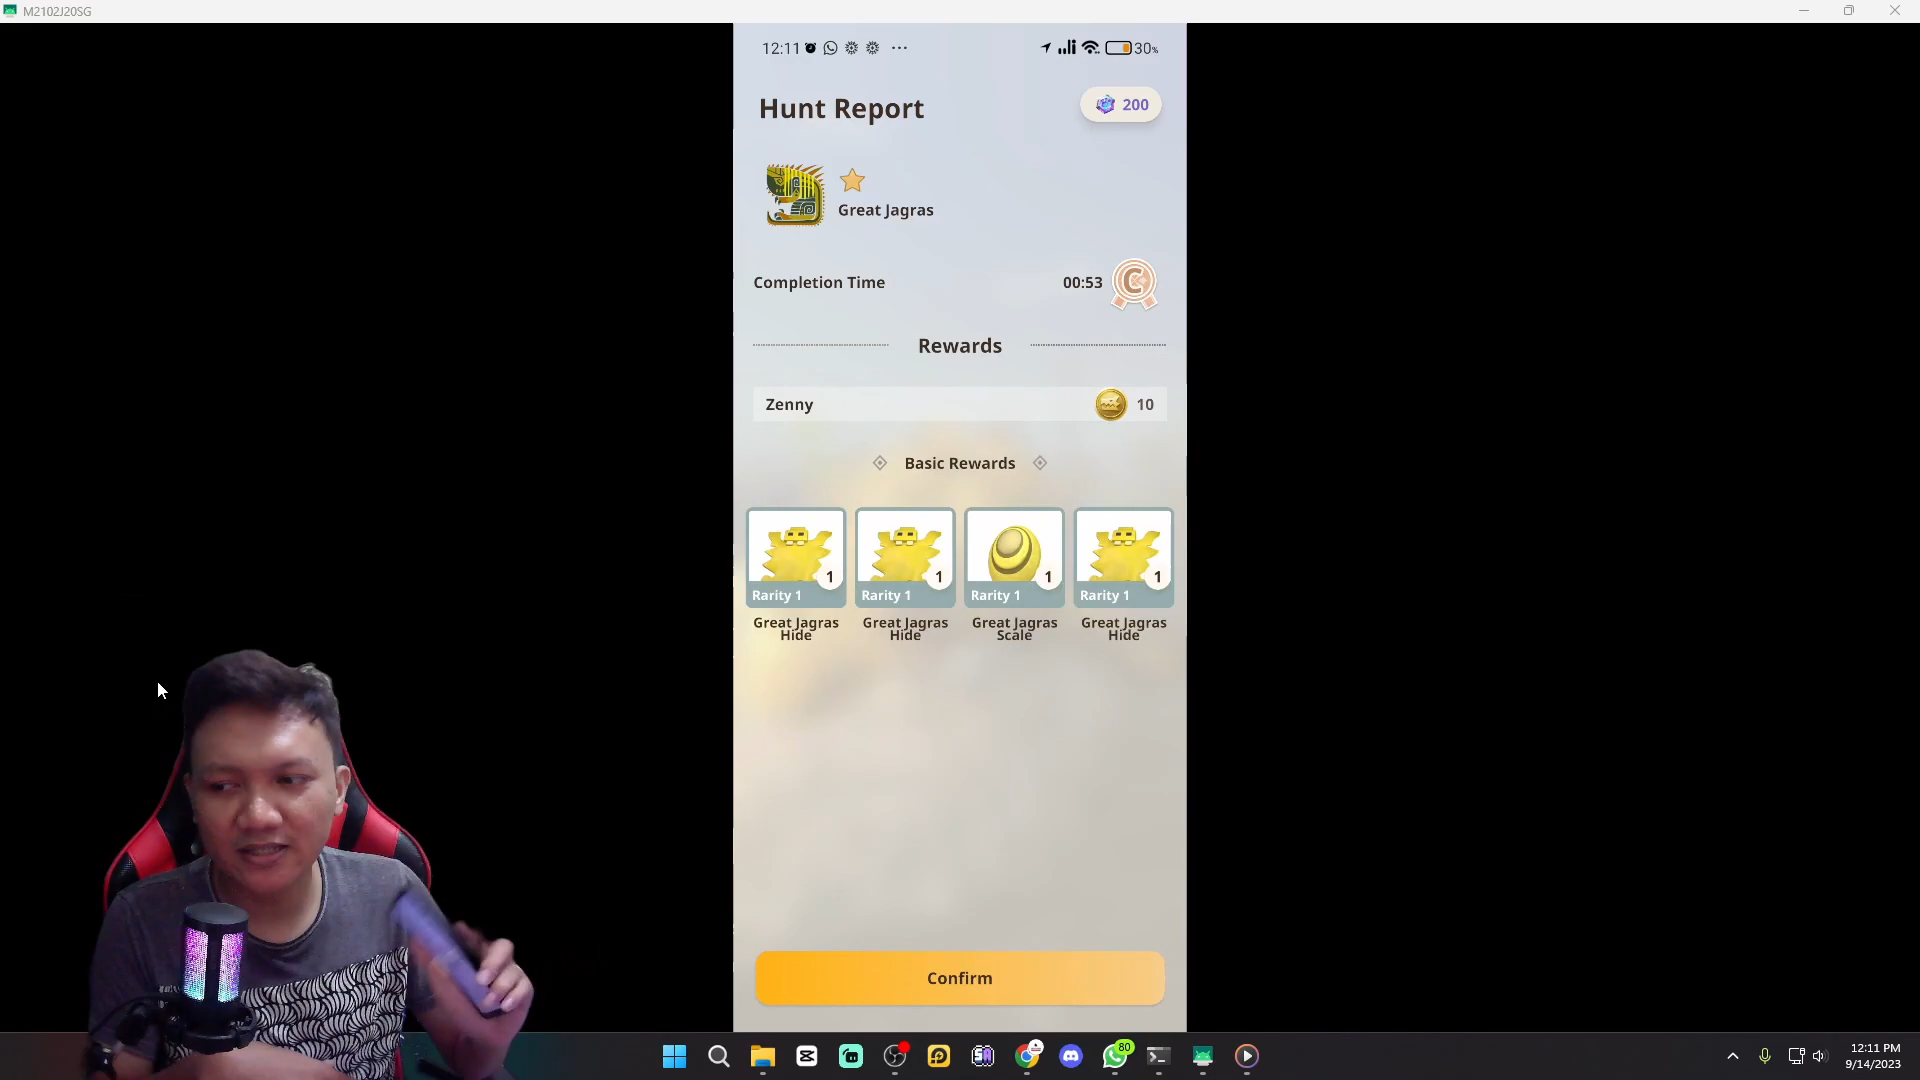 M2102J20SG
12:11
30%
Hunt Report
200
Great Jagras
Completion Time
00:53
C
Rewards
Zenny
10
Basic Rewards
1
1
1
1
Rarity 1
Rarity 1
Rarity 1
Rarity 1
Great Jagras
Hide
Great Jagras
Hide
Great Jagras
Scale
Great Jagras
Hide
Confirm
80
12:11 PM
9/14/2023